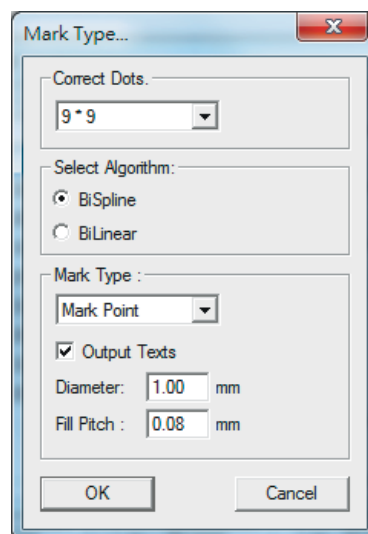 Mark Type...
Correct Dots.
9 * 9
Select Algorithm:
BiSpline
BiLinear
Mark Type :
Mark Point
Output Texts
Diameter: 1.00 mm
Fill Pitch : 0.08 mm
OK Cancel